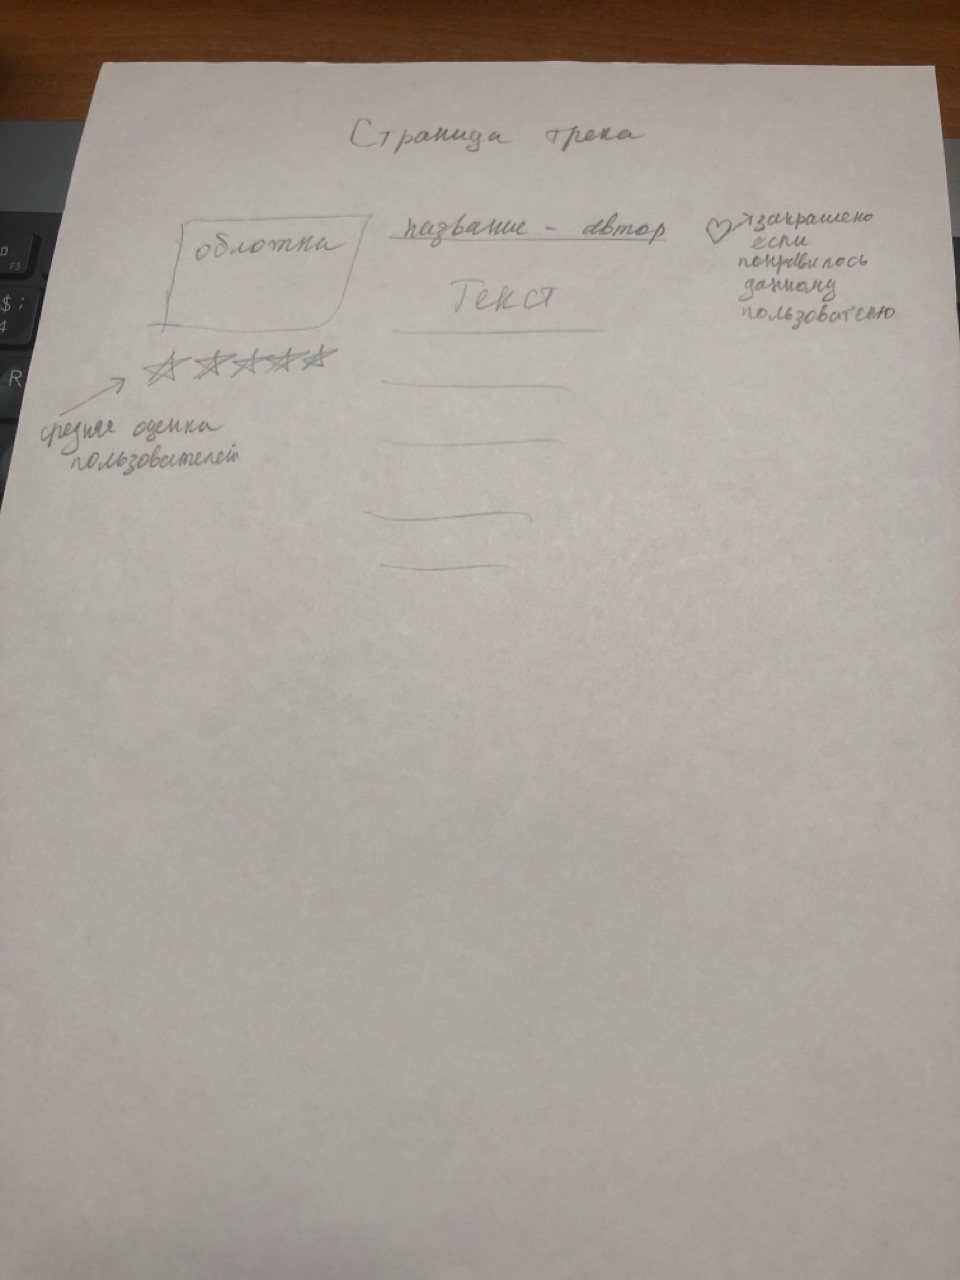 Страница трека
обложка
название - автор
Текст
закрашено
если
понравилось
данному
пользователю
средняя оценка
пользователей
F5
$ ;
4
R